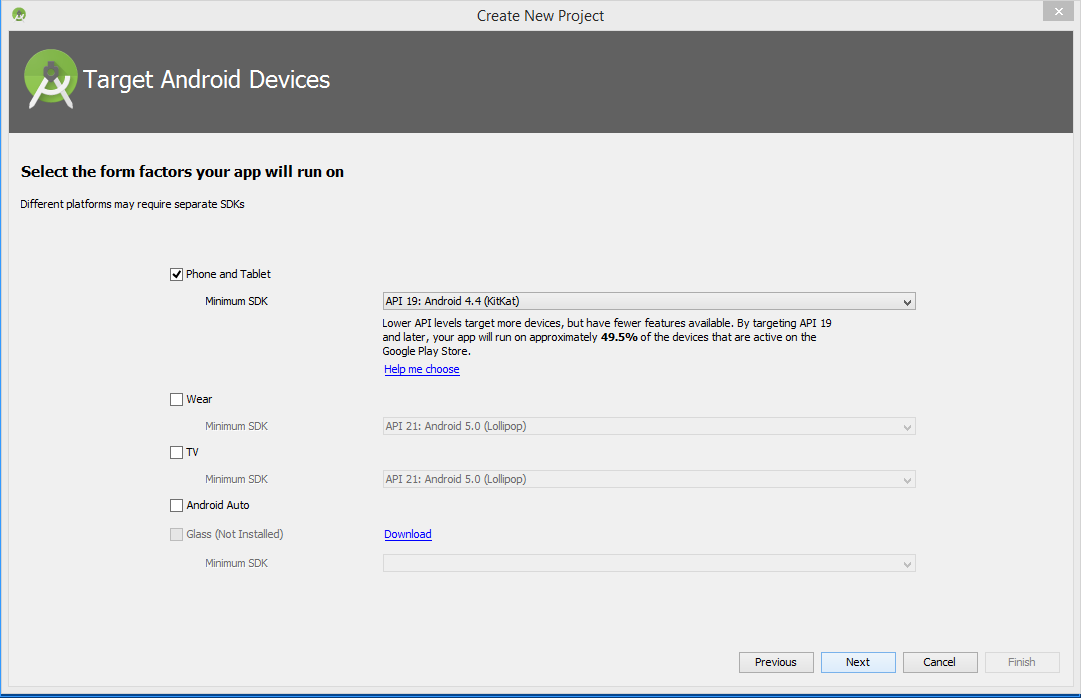 Create New Project
Target Android Devices
Select the form factors your app will run on
Different platforms may require separate SDKs
Phone and Tablet
Minimum SDK API 19: Android 4.4 (KitKat)
Lower API levels target more devices, but have fewer features available. By targeting API 19
and later, your app will run on approximately 49.5% of the devices that are active on the
Google Play Store.
Help me choose
Wear
Minimum SDK API 21: Android 5.0 (Lollipop)
TV
Minimum SDK API 21: Android 5.0 (Lollipop)
Android Auto
Glass (Not Installed) Download
Minimum SDK
Previous Next Cancel Finish